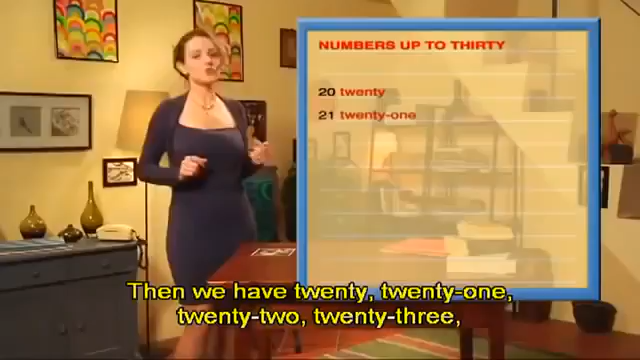 NUMBERS UP TO THIRTY
20 twenty
21 twenty-one
Then we have twenty, twenty-one,
twenty-two, twenty-three,